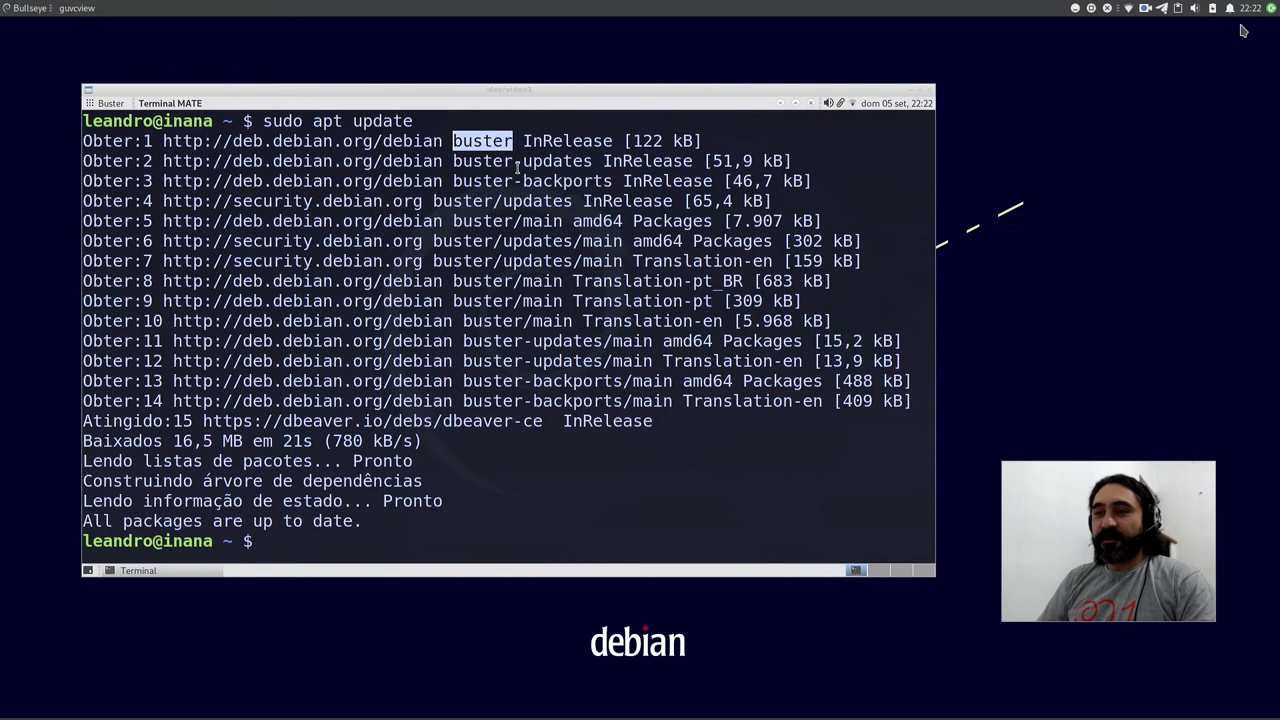 Bullseye guvcview 22:22
/dev/video1
Buster Terminal MATE dom 05 set, 22:22
leandro@inana ~ $ sudo apt update
Obter:1 http://deb.debian.org/debian buster InRelease [122 kB]
Obter:2 http://deb.debian.org/debian buster-updates InRelease [51,9 kB]
Obter:3 http://deb.debian.org/debian buster-backports InRelease [46,7 kB]
Obter:4 http://security.debian.org buster/updates InRelease [65,4 kB]
Obter:5 http://deb.debian.org/debian buster/main amd64 Packages [7.907 kB]
Obter:6 http://security.debian.org buster/updates/main amd64 Packages [302 kB]
Obter:7 http://security.debian.org buster/updates/main Translation-en [159 kB]
Obter:8 http://deb.debian.org/debian buster/main Translation-pt_BR [683 kB]
Obter:9 http://deb.debian.org/debian buster/main Translation-pt [309 kB]
Obter:10 http://deb.debian.org/debian buster/main Translation-en [5.968 kB]
Obter:11 http://deb.debian.org/debian buster-updates/main amd64 Packages [15,2 kB]
Obter:12 http://deb.debian.org/debian buster-updates/main Translation-en [13,9 kB]
Obter:13 http://deb.debian.org/debian buster-backports/main amd64 Packages [488 kB]
Obter:14 http://deb.debian.org/debian buster-backports/main Translation-en [409 kB]
Atingido:15 https://dbeaver.io/debs/dbeaver-ce InRelease
Baixados 16,5 MB em 21s (780 kB/s)
Lendo listas de pacotes... Pronto
Construindo árvore de dependências
Lendo informação de estado... Pronto
All packages are up to date.
leandro@inana ~ $
Terminal
debian